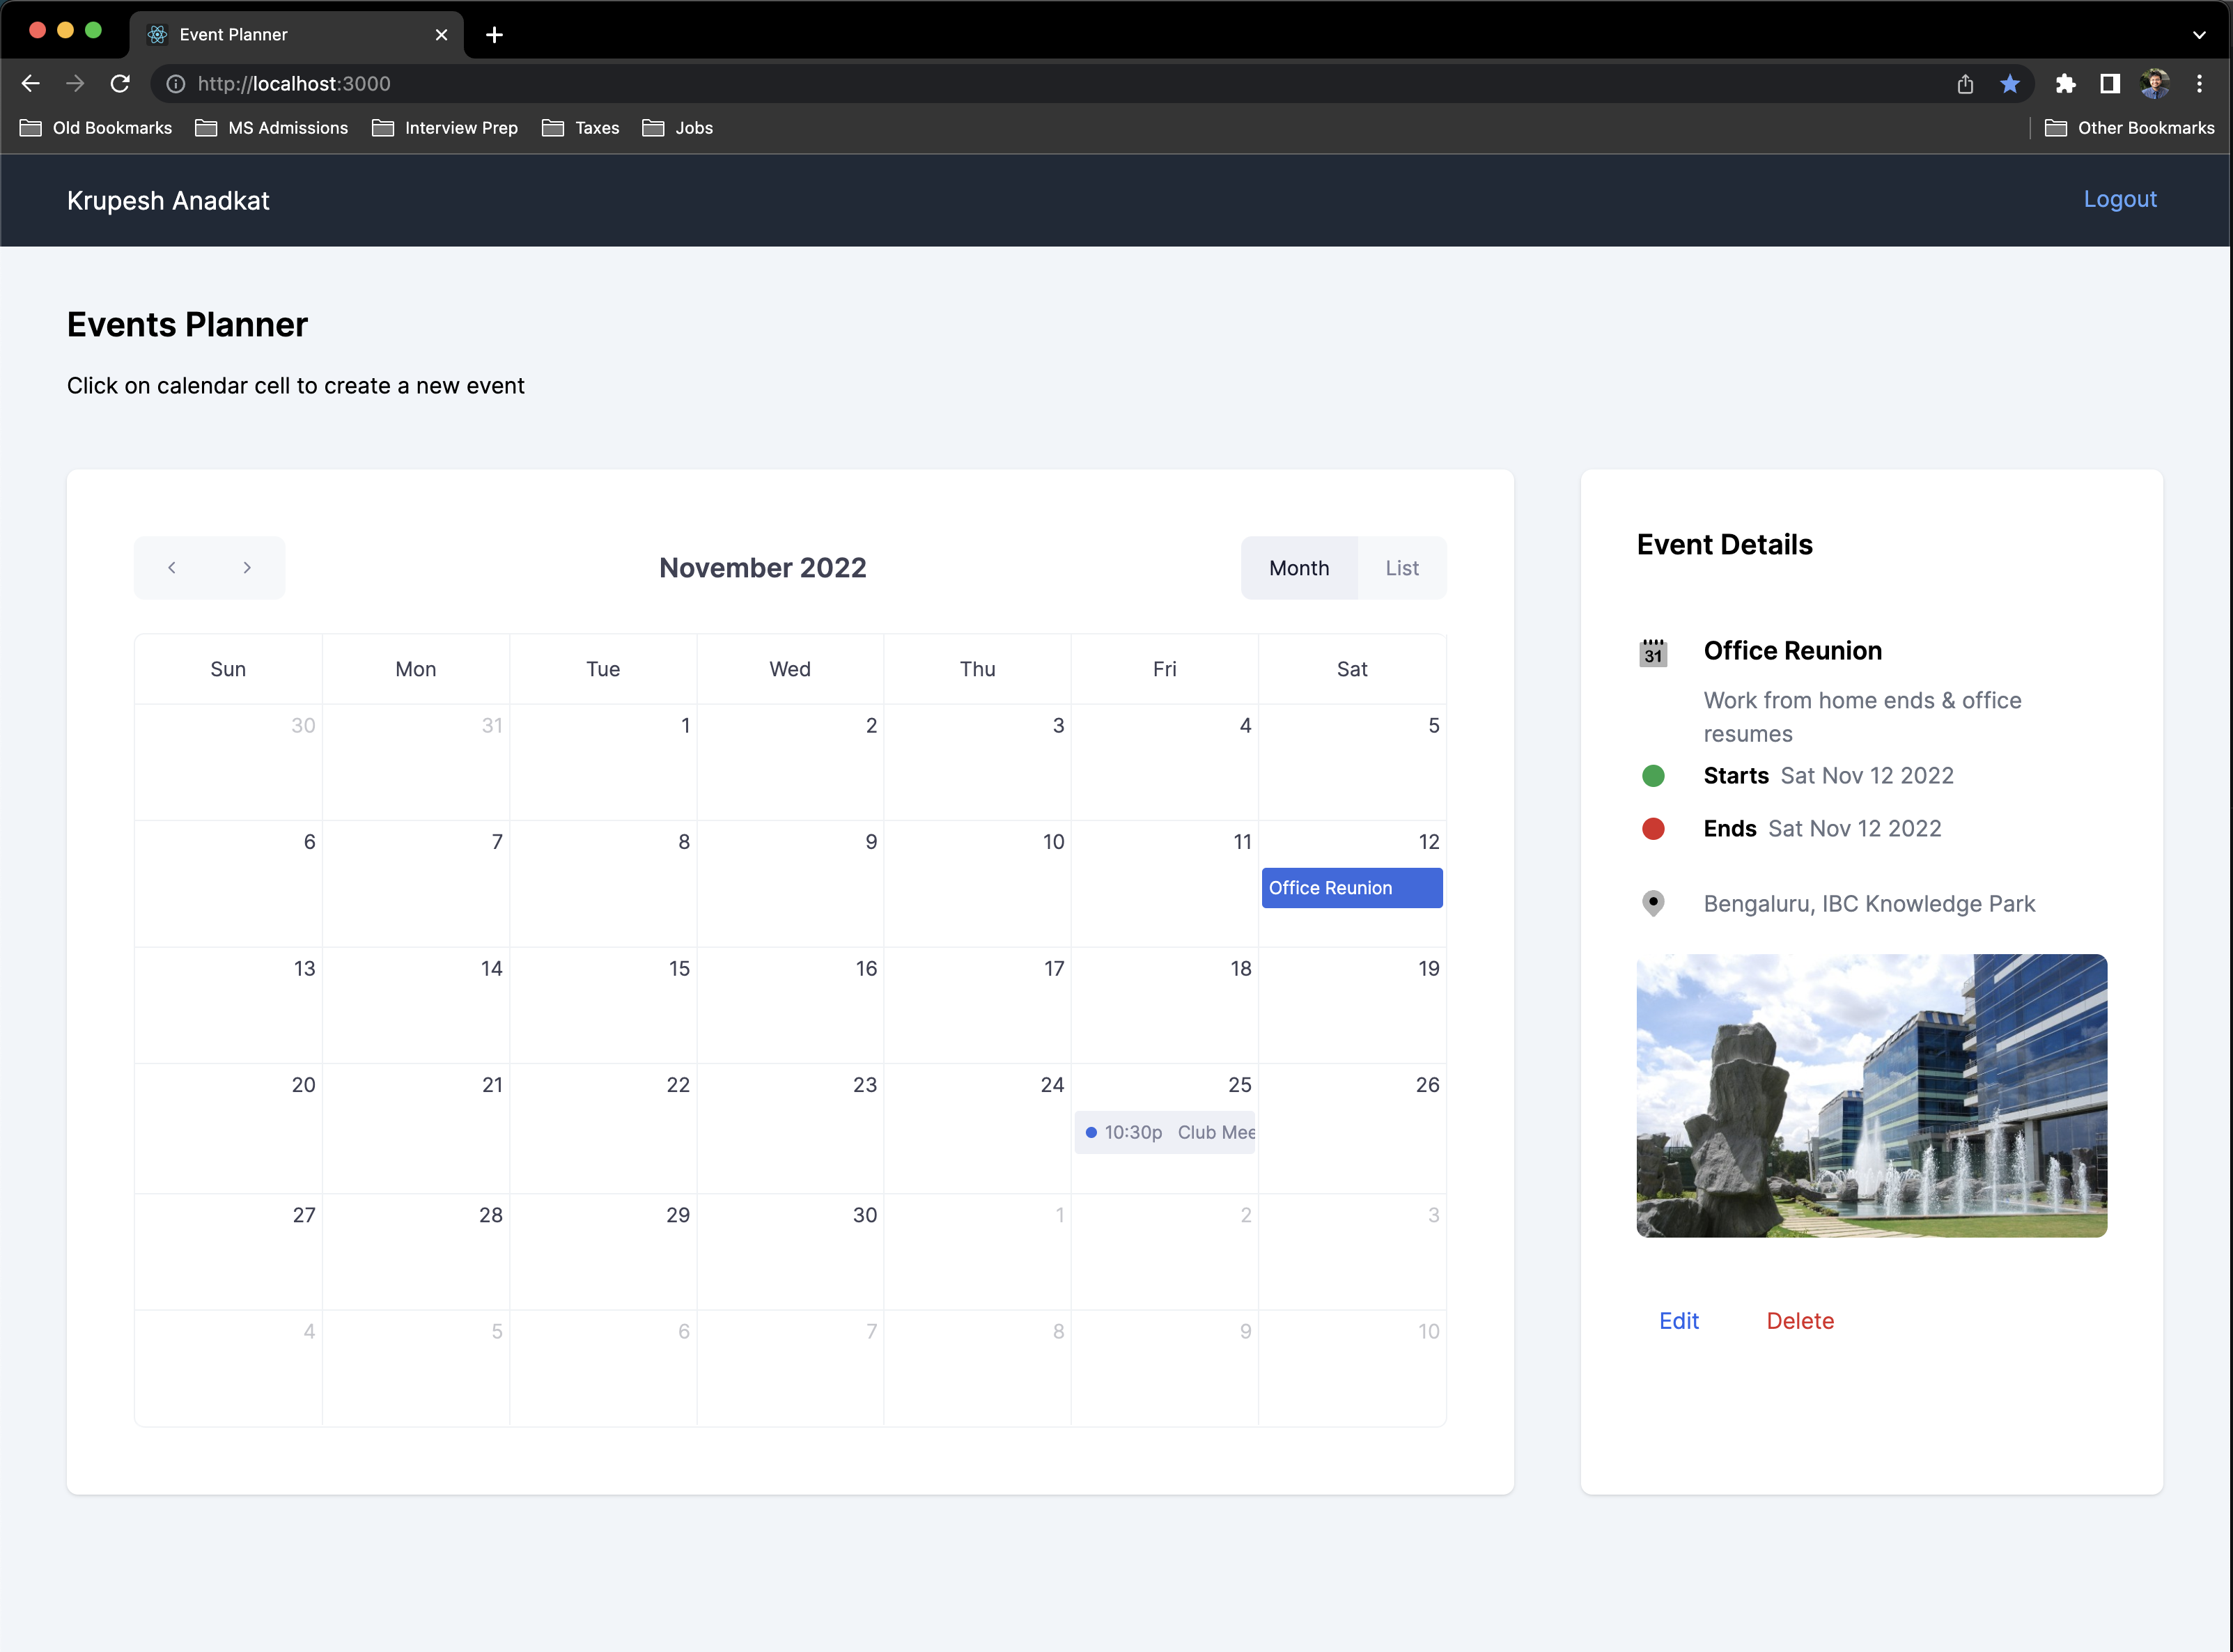 Event Planner
http://localhost:3000
Old Bookmarks MS Admissions Interview Prep Taxes Jobs Other Bookmarks
Krupesh Anadkat Logout
Events Planner
Click on calendar cell to create a new event
November 2022 Month List
Sun Mon Tue Wed Thu Fri Sat
30 31 1 2 3 4 5
6 7 8 9 10 11 12
Office Reunion
13 14 15 16 17 18 19
20 21 22 23 24 25 26
10:30p Club Mee
27 28 29 30 1 2 3
4 5 6 7 8 9 10
Event Details
31 Office Reunion
Work from home ends & office
resumes
Starts Sat Nov 12 2022
Ends Sat Nov 12 2022
Bengaluru, IBC Knowledge Park
Edit Delete